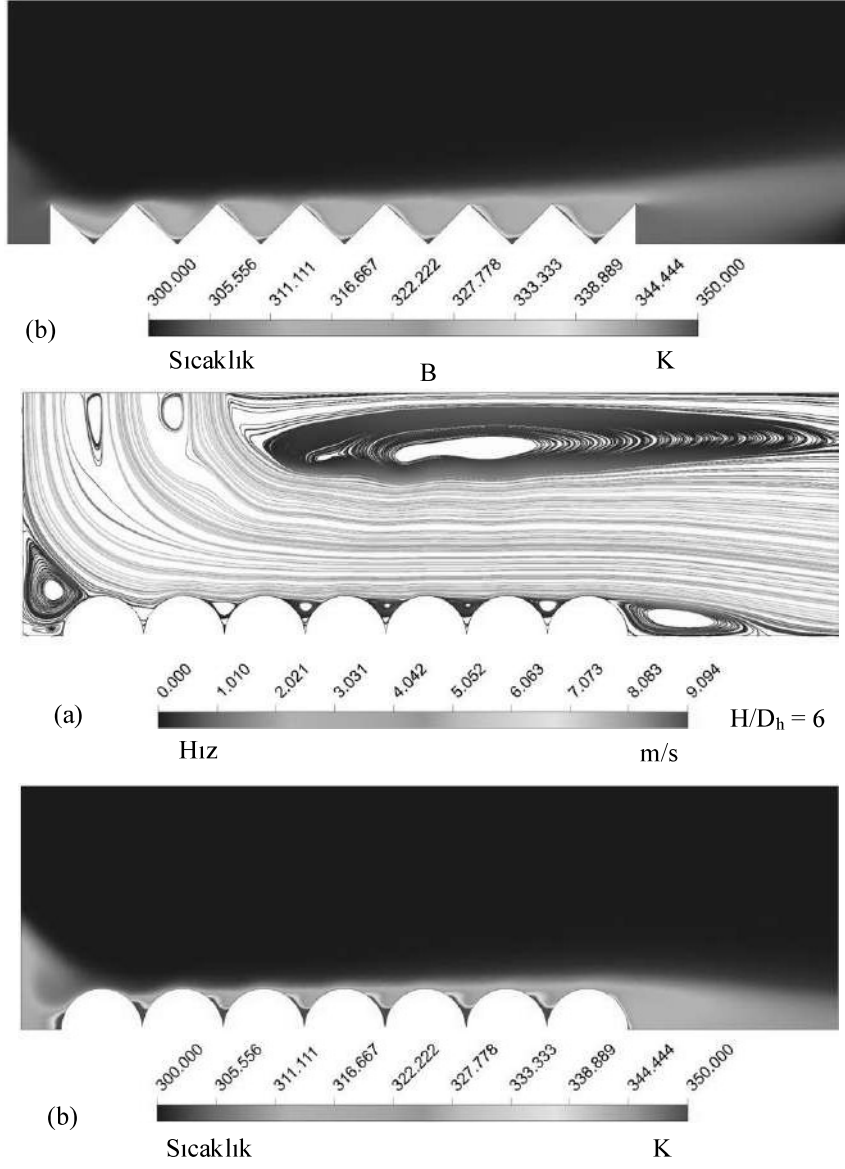 300.000 305.556 311.111 316.667 322.222 327.778 333.333 338.889 344.444 350.000
(b)
Sıcaklık K
B
0.000 1.010 2.021 3.031 4.042 5.052 6.063 7.073 8.083 9.094
(a) H/Dh = 6
Hız m/s
300.000 305.556 311.111 316.667 322.222 327.778 333.333 338.889 344.444 350.000
(b)
Sıcaklık K